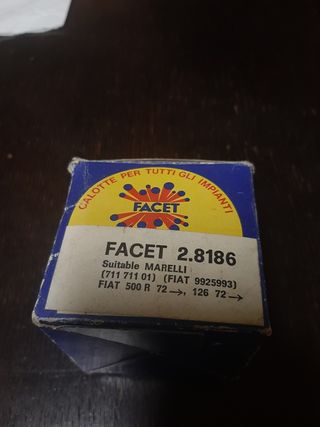 CALOTTE PER TUTTI GLI IMPIANTI
FACET
FACET 2.8186
Suitable MARELLI
(711 711 01) (FIAT 9925993)
FIAT 500 R 72→, 126 72→